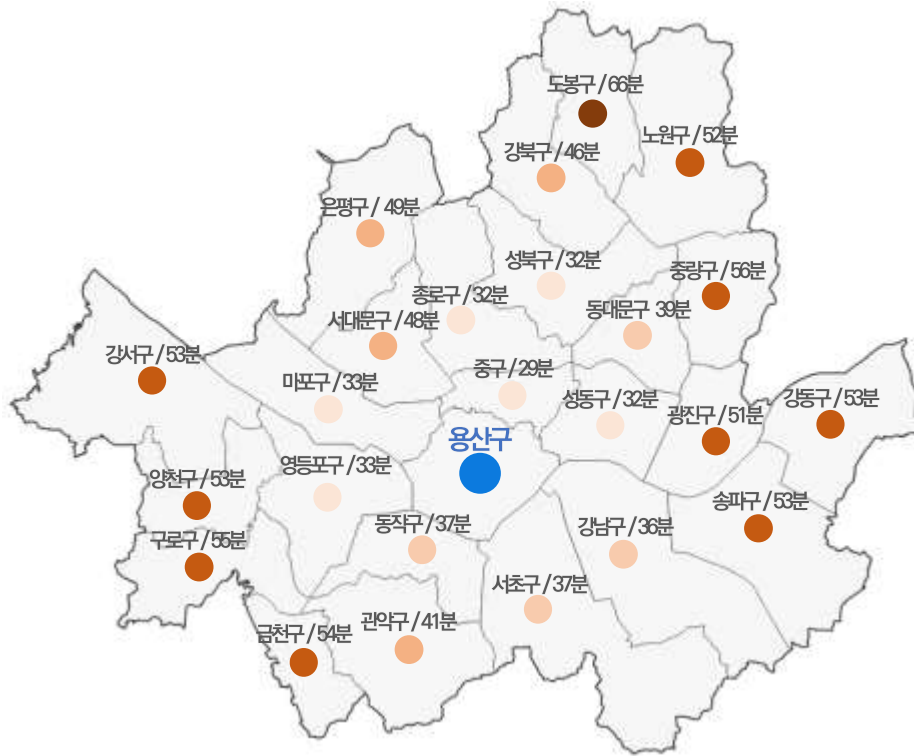 도봉구 / 66분
노원구 / 52분
강북구 / 46분
은평구 / 49분
성북구 / 32분
중랑구 / 56분
종로구 / 32분
동대문구 39분
서대문구 / 48분
강서구 / 53분
중구 / 29분
마포구 / 33분
성동구 / 32분
광진구 / 51분
강동구 / 53분
용산구
영등포구 / 33분
양천구 / 53분
송파구 / 53분
동작구 / 37분
강남구 / 36분
구로구 / 55분
서초구 / 37분
금천구 / 54분
관악구 / 41분